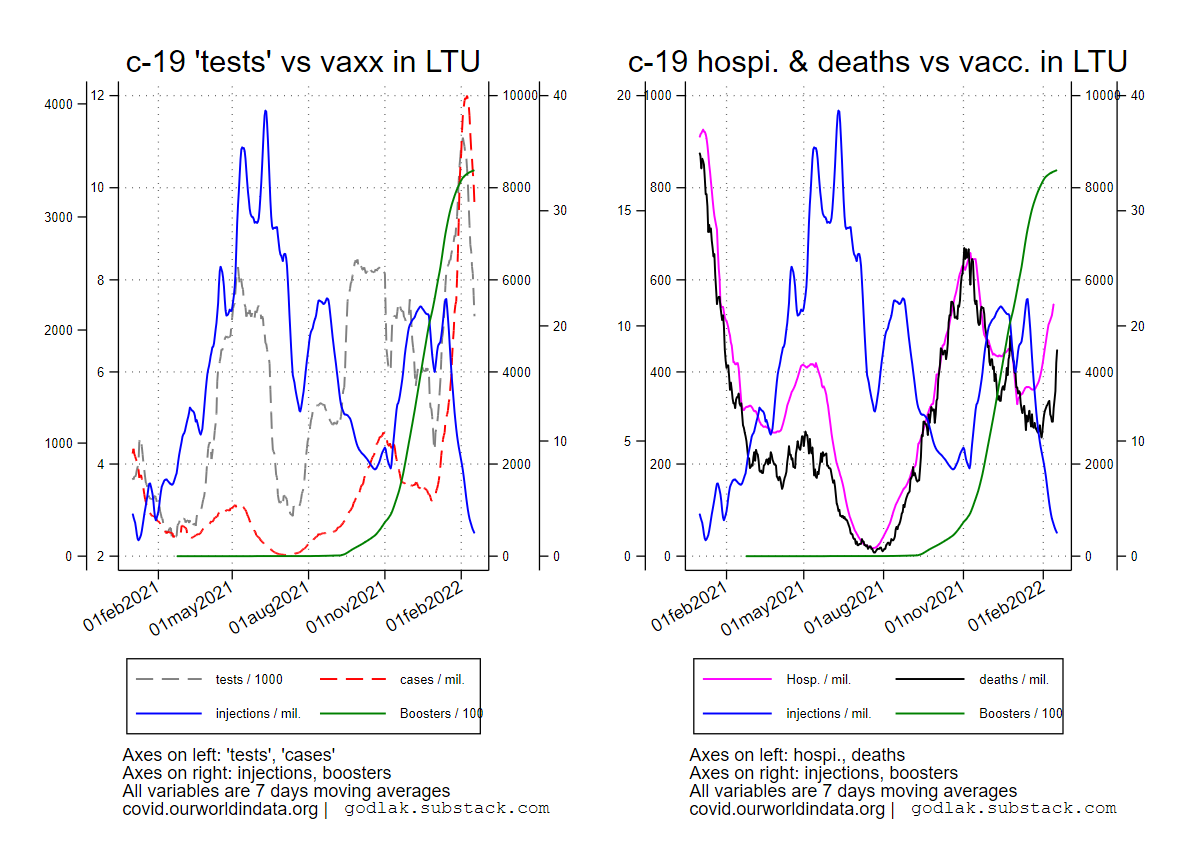 c-19 'tests' vs vaxx in LTU
4000 12 10000 40
10 8000
3000 30
8 6000
2000 20
6 4000
1000 10
4 2000
0 2 0 0
01feb2021 01may2021 01aug2021 01nov2021 01feb2022
tests / 1000 cases / mil.
injections / mil. Boosters / 100
Axes on left: 'tests', 'cases'
Axes on right: injections, boosters
All variables are 7 days moving averages
covid.ourworldindata.org | godlak.substack.com
c-19 hospi. & deaths vs vacc. in LTU
20 1000 10000 40
800 8000
15 30
600 6000
10 20
400 4000
5 10
200 2000
0 0 0 0
01feb2021 01may2021 01aug2021 01nov2021 01feb2022
Hosp. / mil. deaths / mil.
injections / mil. Boosters / 100
Axes on left: hospi., deaths
Axes on right: injections, boosters
All variables are 7 days moving averages
covid.ourworldindata.org | godlak.substack.com